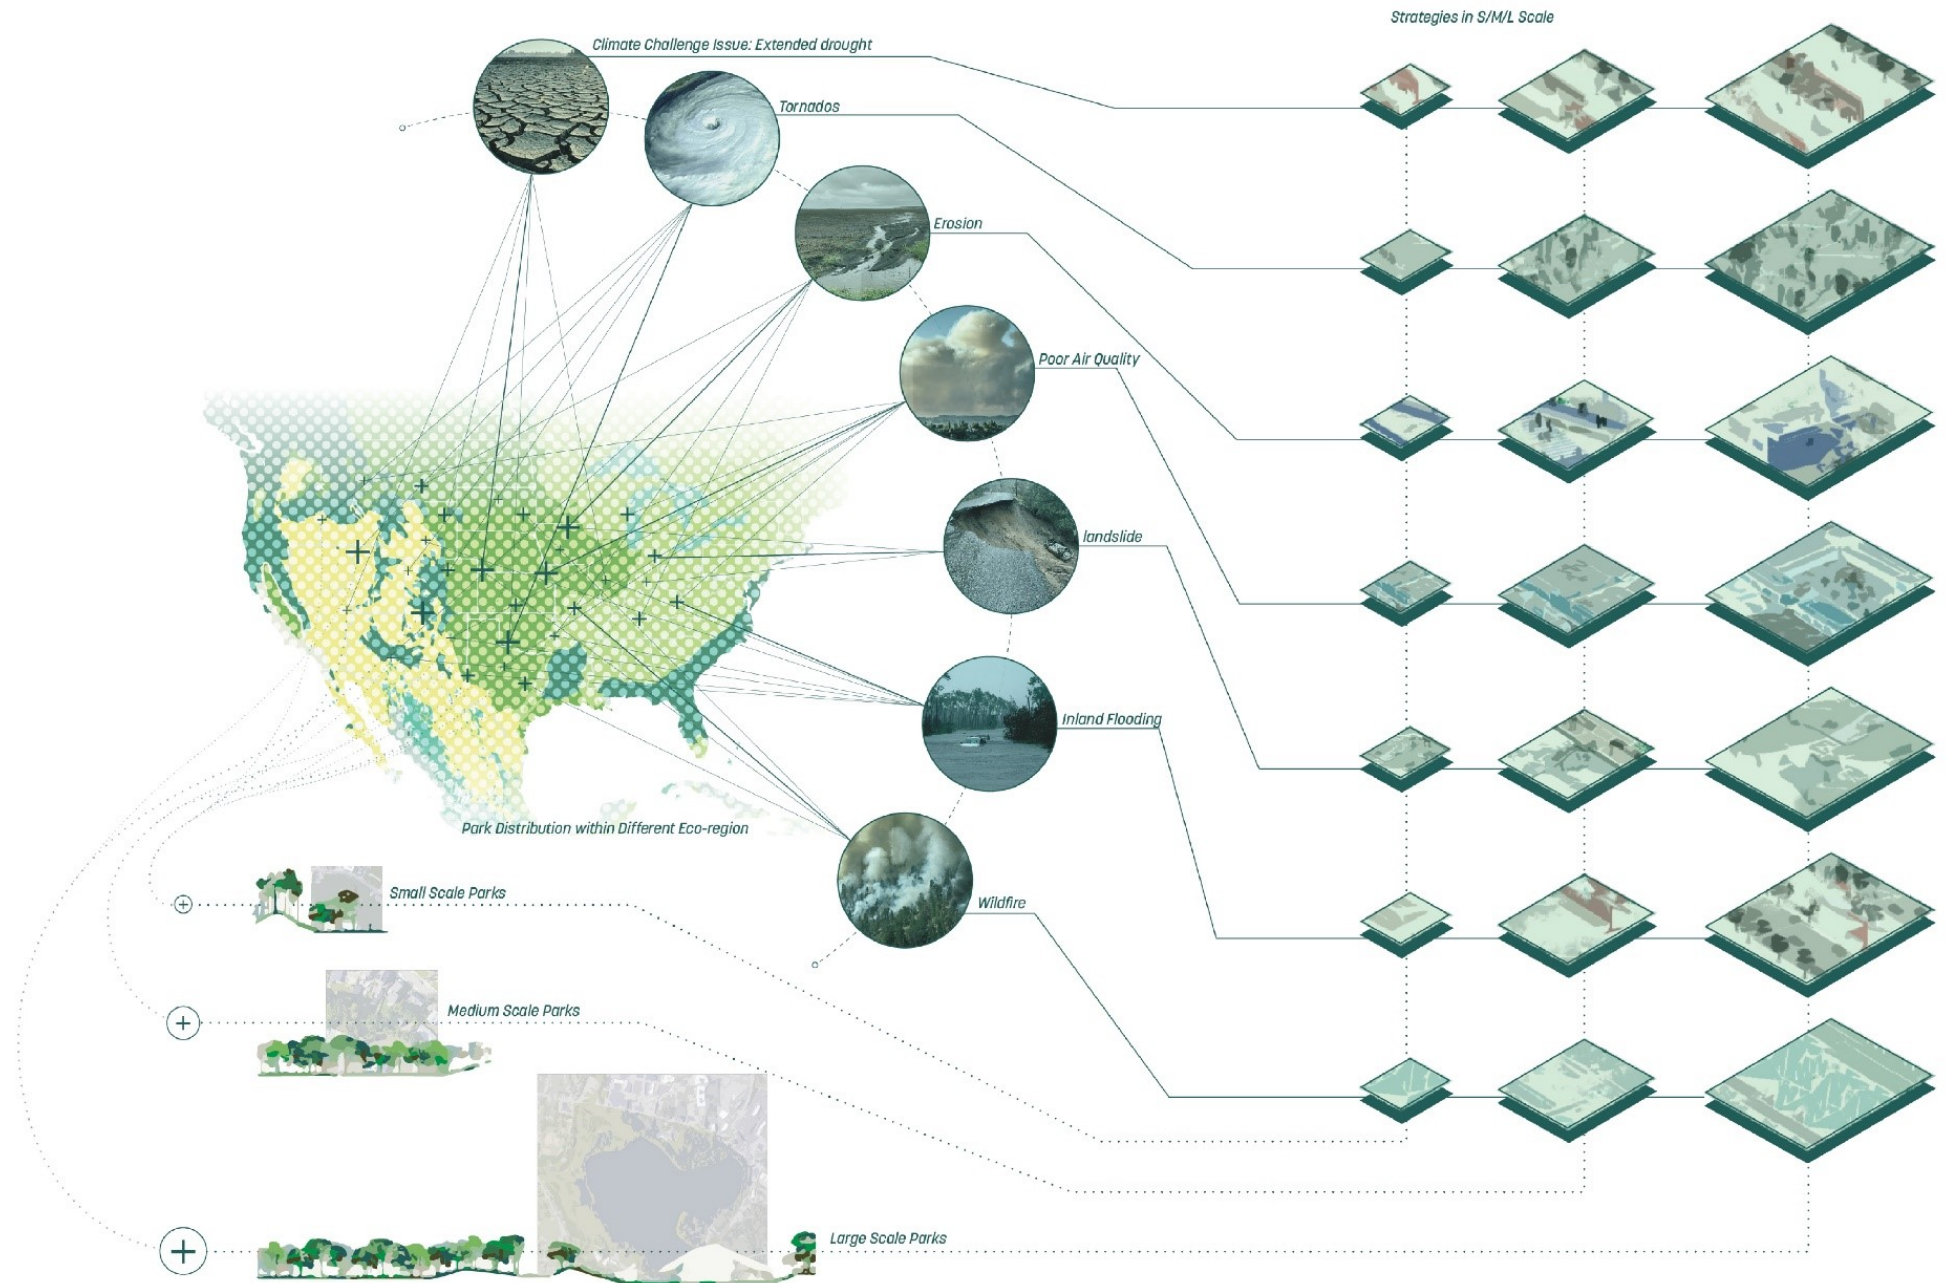 Strategies in S/M/L Scale
Climate Challenge Issue: Extended drought
Tornados
Erosion
Poor Air Quality
landslide
Inland Flooding
Park Distribution within Different Eco-region
Small Scale Parks
Wildfire
Medium Scale Parks
Large Scale Parks